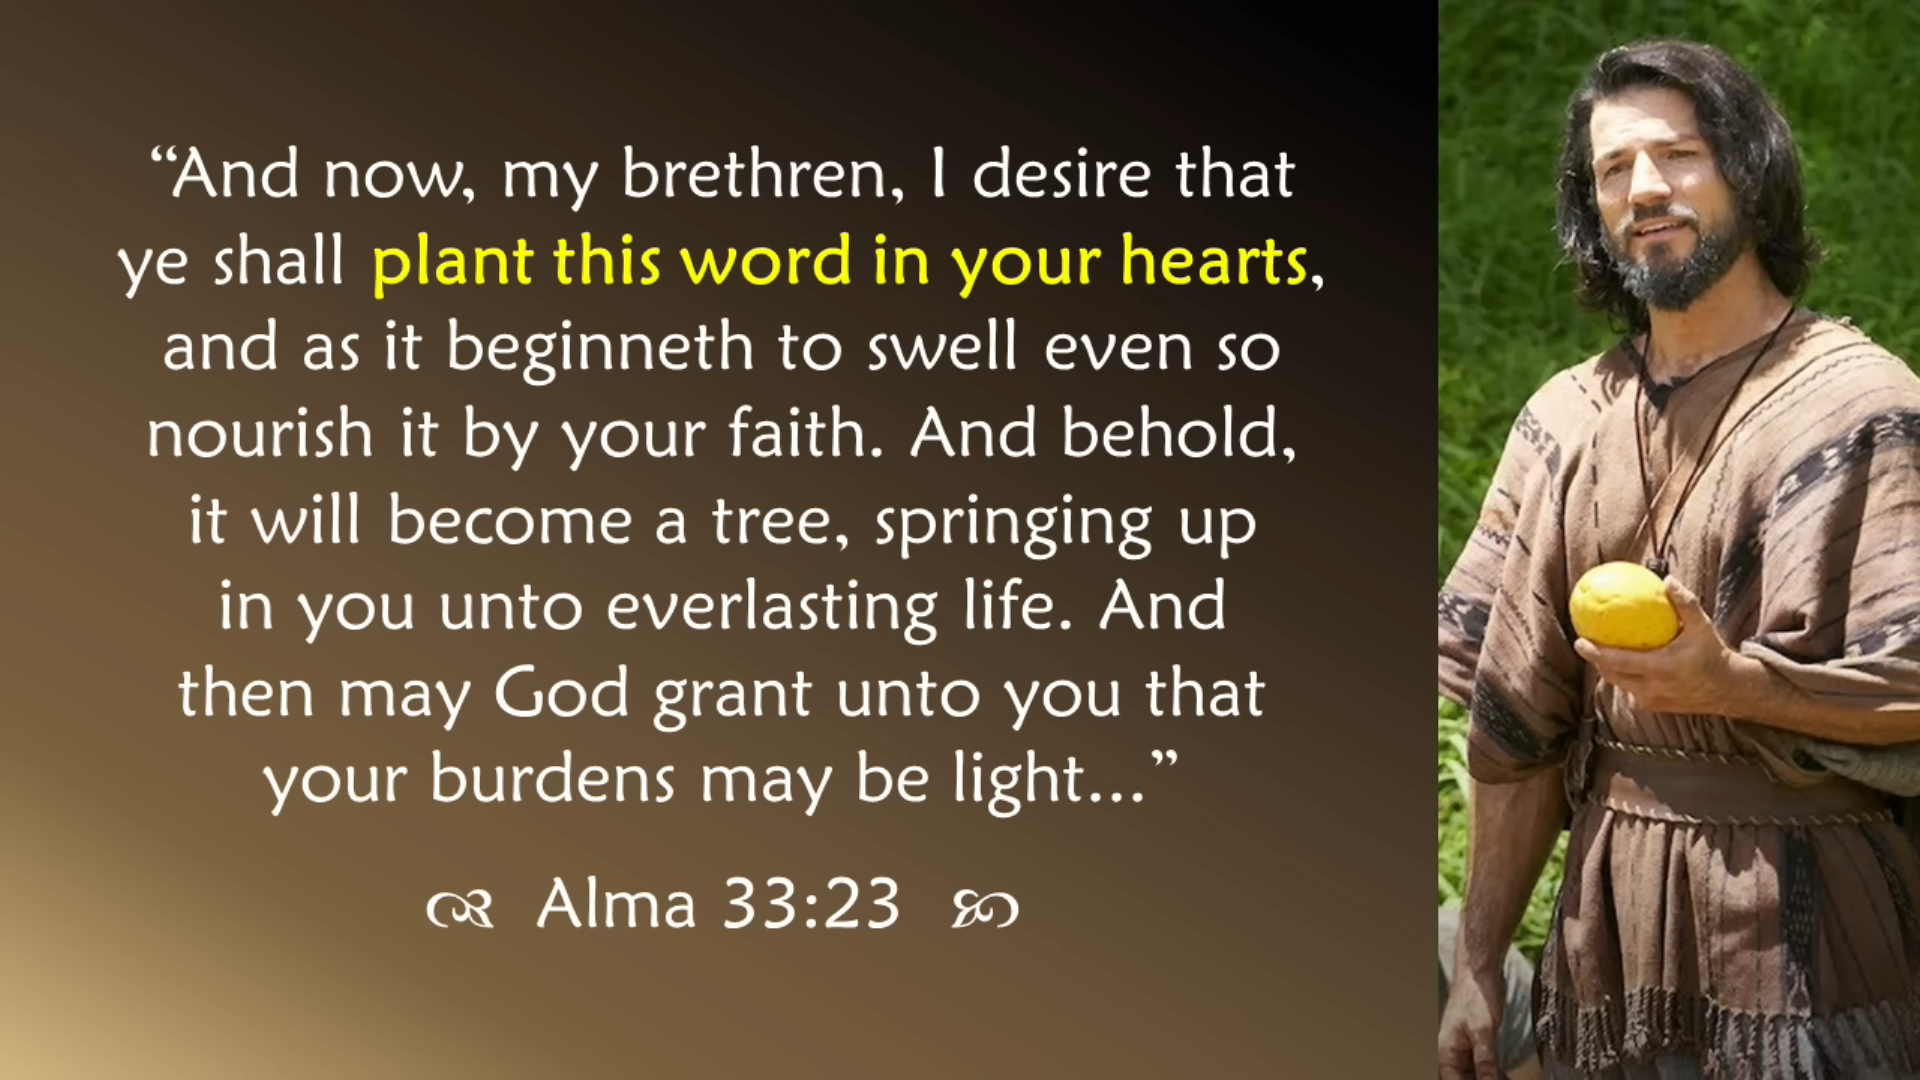 “And now, my brethren, I desire that
ye shall plant this word in your hearts,
and as it beginneth to swell even so
nourish it by your faith. And behold,
it will become a tree, springing up
in you unto everlasting life. And
then may God grant unto you that
your burdens may be light...”
Alma 33:23